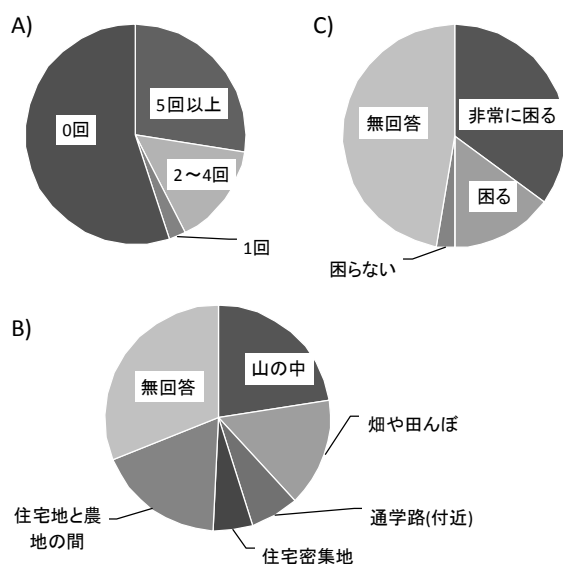 A)
5回以上
2～4回
1回
0回
C)
非常に困る
困る
困らない
無回答
B)
山の中
畑や田んぼ
通学路(付近)
住宅密集地
住宅地と農
地の間
無回答